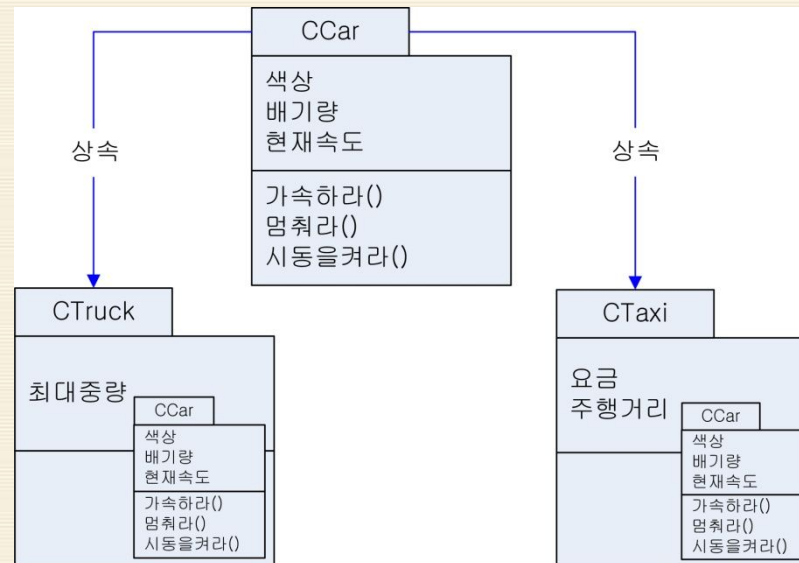 CCar
색상
배기량
현재속도
가속하라()
멈춰라()
시동을켜라()
상속
상속
CTruck
최대중량
CCar
색상
배기량
현재속도
가속하라()
멈춰라()
시동을켜라()
CTaxi
요금
주행거리
CCar
색상
배기량
현재속도
가속하라()
멈춰라()
시동을켜라()